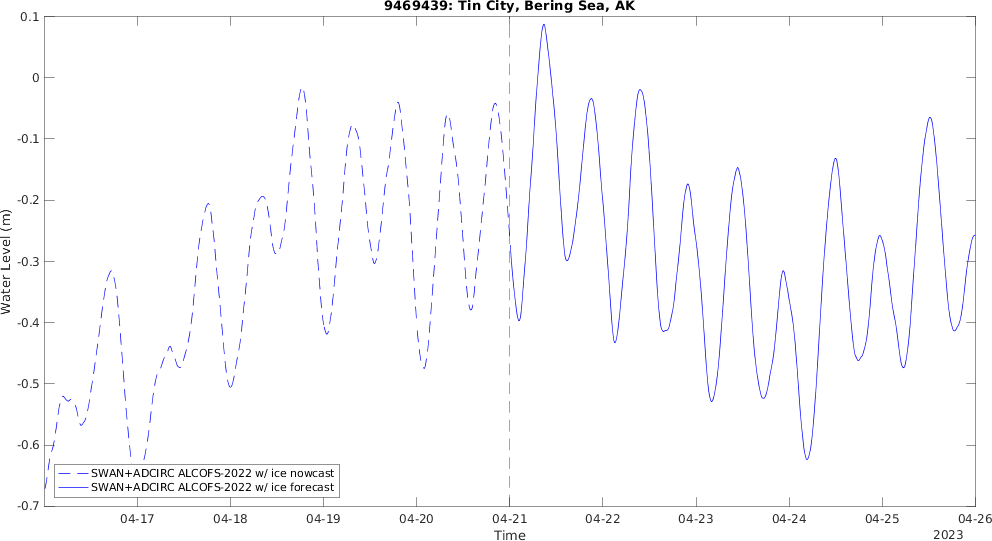 9469439: Tin City, Bering Sea, AK
0.1
0
-0.1
-0.2
-0.3
-0.4
-0.5
-0.6
-0.7
Water Level (m)
SWAN+ADCIRC ALCOFS-2022 w/ ice nowcast
SWAN+ADCIRC ALCOFS-2022 w/ ice forecast
04-17 04-18 04-19 04-20 04-21 04-22 04-23 04-24 04-25 04-26
Time
2023